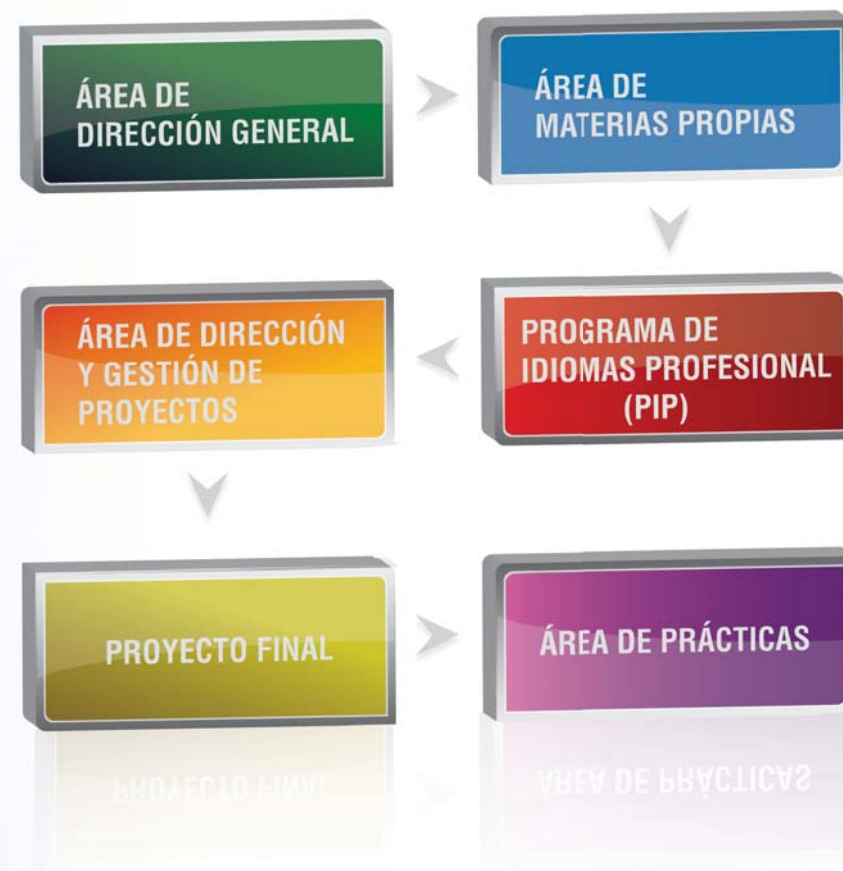 ÁREA DE
DIRECCIÓN GENERAL
ÁREA DE
MATERIAS PROPIAS
PROGRAMA DE
IDIOMAS PROFESIONAL
(PIP)
ÁREA DE DIRECCIÓN
Y GESTIÓN DE
PROYECTOS
PROYECTO FINAL
ÁREA DE PRÁCTICAS